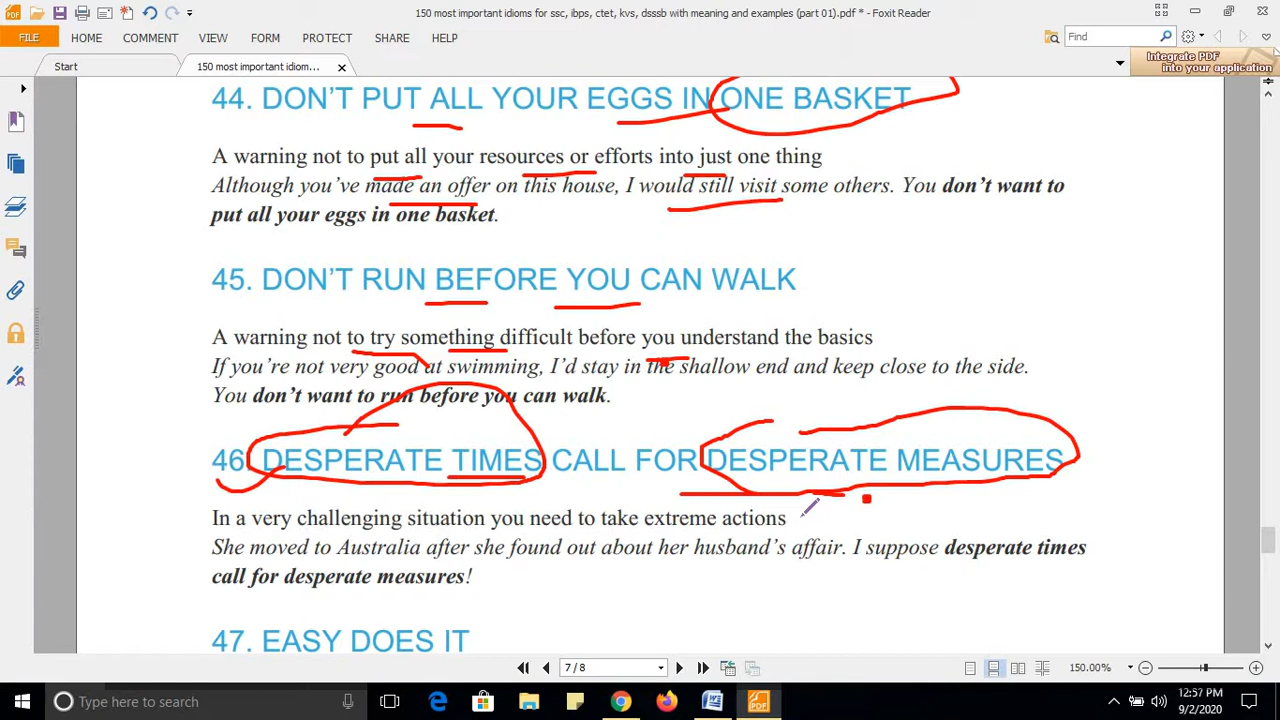 150 most important idioms for ssc, ibps, ctet, kvs, dsssb with meaning and examples (part 01).pdf * - Foxit Reader
FILE HOME COMMENT VIEW FORM PROTECT SHARE HELP
Find
Start
150 most important idiom...
Integrate PDF
into your application
44. DON'T PUT ALL YOUR EGGS IN ONE BASKET
A warning not to put all your resources or efforts into just one thing
Although you've made an offer on this house, I would still visit some others. You don't want to
put all your eggs in one basket.
45. DON'T RUN BEFORE YOU CAN WALK
A warning not to try something difficult before you understand the basics
If you're not very good at swimming, I'd stay in the shallow end and keep close to the side.
You don't want to run before you can walk.
46. DESPERATE TIMES CALL FOR DESPERATE MEASURES
In a very challenging situation you need to take extreme actions
She moved to Australia after she found out about her husband's affair. I suppose desperate times
call for desperate measures!
47. EASY DOES IT
7 / 8
150.00%
Type here to search
12:57 PM
9/2/2020